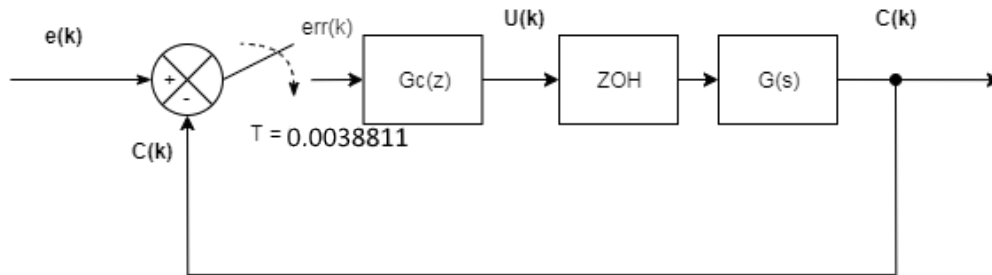 e(k)
+
-
C(k)
err(k)
T = 0.0038811
Gc(z)
U(k)
ZOH
G(s)
C(k)